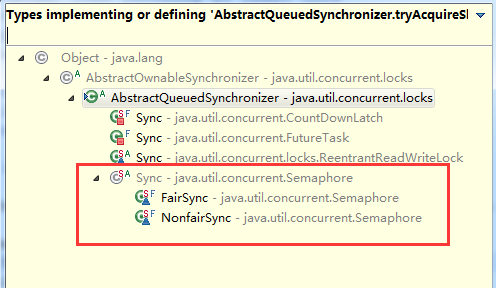 Types implementing or defining 'AbstractQueuedSynchronizer.tryAcquireSl
Object - java.lang
AbstractOwnableSynchronizer - java.util.concurrent.locks
AbstractQueuedSynchronizer - java.util.concurrent.locks
Sync - java.util.concurrent.CountDownLatch
Sync - java.util.concurrent.FutureTask
Sync - java.util.concurrent.locks.ReentrantReadWriteLock
Sync - java.util.concurrent.Semaphore
FairSync - java.util.concurrent.Semaphore
NonfairSync - java.util.concurrent.Semaphore